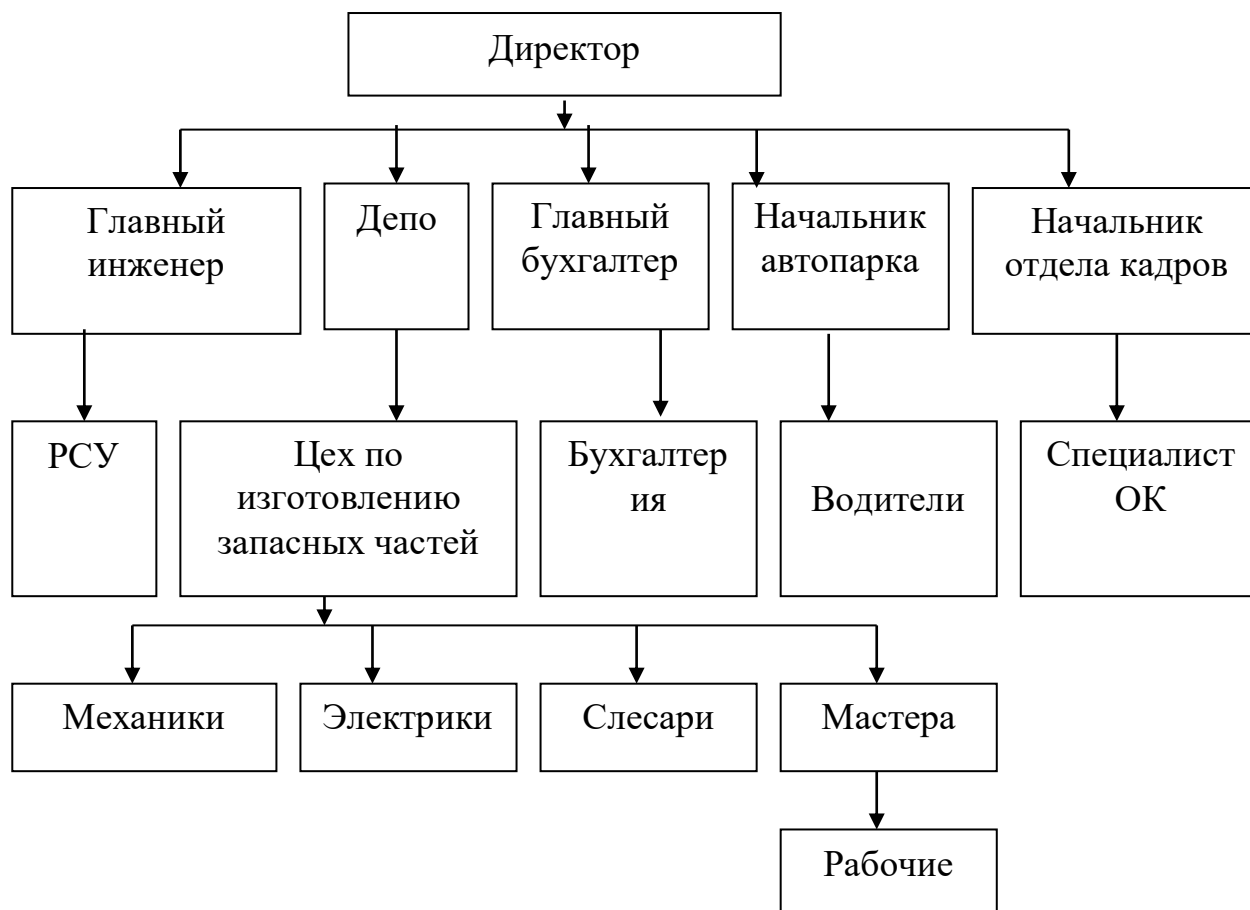 Директор
Главный
инженер
Депо
Главный
бухгалтер
Начальник
автопарка
Начальник
отдела кадров
РСУ
Цех по
изготовлению
запасных частей
Бухгалтер
ия
Водители
Специалист
ОК
Механики
Электрики
Слесари
Мастера
Рабочие